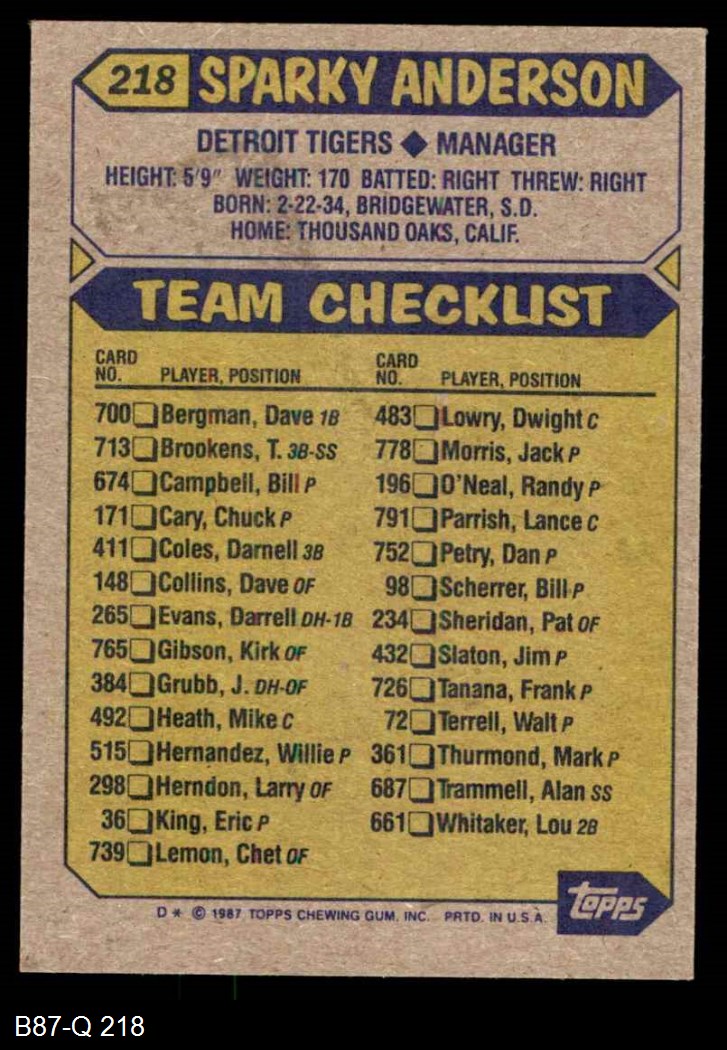 218 SPARKY ANDERSON
DETROIT TIGERS ◆ MANAGER
HEIGHT: 5'9" WEIGHT: 170 BATTED: RIGHT THREW: RIGHT
BORN: 2-22-34, BRIDGEWATER, S.D.
HOME: THOUSAND OAKS, CALIF.
TEAM CHECKLIST
CARD
NO. PLAYER, POSITION
700 Bergman, Dave 1B
713 Brookens, T. 3B-SS
674 Campbell, Bill P
171 Cary, Chuck P
411 Coles, Darnell 3B
148 Collins, Dave OF
265 Evans, Darrell DH-1B
765 Gibson, Kirk OF
384 Grubb, J. DH-OF
492 Heath, Mike C
515 Hernandez, Willie P
298 Herndon, Larry OF
36 King, Eric P
739 Lemon, Chet OF
CARD
NO. PLAYER, POSITION
483 Lowry, Dwight C
778 Morris, Jack P
196 O'Neal, Randy P
791 Parrish, Lance C
752 Petry, Dan P
98 Scherrer, Bill P
234 Sheridan, Pat OF
432 Slaton, Jim P
726 Tanana, Frank P
72 Terrell, Walt P
361 Thurmond, Mark P
687 Trammell, Alan SS
661 Whitaker, Lou 2B
D * © 1987 TOPPS CHEWING GUM, INC. PRTD. IN U.S.A.
Topps
B87-Q 218